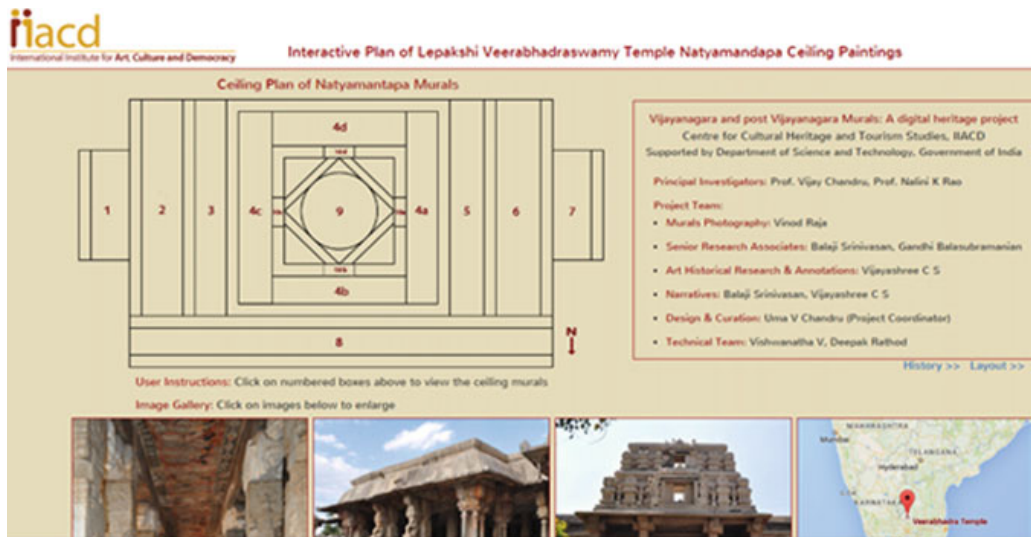 iiacd
International Institute for Art, Culture and Democracy
Interactive Plan of Lepakshi Veerabhadraswamy Temple Natyamandapa Ceiling Paintings
Ceiling Plan of Natyamantapa Murals
4d
1 2 3 4c 9 4a 5 6 7
4b
8
N
User Instructions: Click on numbered boxes above to view the ceiling murals
Image Gallery: Click on images below to enlarge
Vijayanagara and post Vijayanagara Murals: A digital heritage project
Centre for Cultural Heritage and Tourism Studies, IIACD
Supported by Department of Science and Technology, Government of India
Principal Investigators: Prof. Vijay Chandru, Prof. Nalini K Rao
Project Team:
• Murals Photography: Vinod Raja
• Senior Research Associates: Balaji Srinivasan, Gandhi Balasubramanian
• Art Historical Research & Annotations: Vijayashree C S
• Narratives: Balaji Srinivasan, Vijayashree C S
• Design & Curation: Uma V Chandru (Project Coordinator)
• Technical Team: Vishwanatha V, Deepak Rathod
History >> Layout >>
MAHARASHTRA
Mumbai
TELANGANA
Hyderabad
GOA
KARNATAKA
Veerabhadra Temple